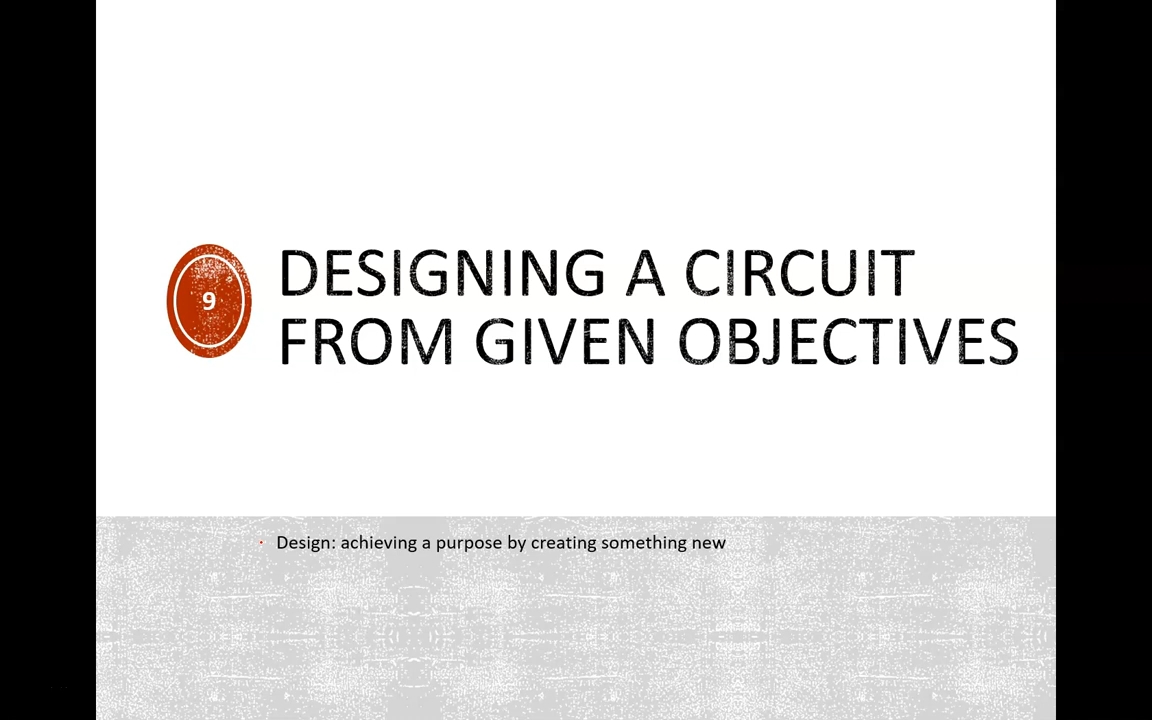 9
DESIGNING A CIRCUIT
FROM GIVEN OBJECTIVES
· Design: achieving a purpose by creating something new